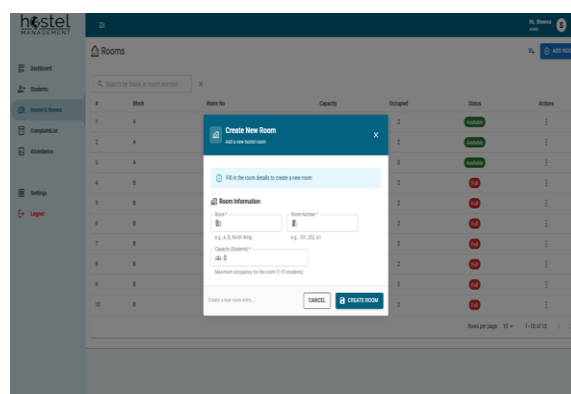 hostel
MANAGEMENT
Hi, Sheena
S
Rooms
ADD ROO
Search by block or room number
X
Dashboard
Students
Hostel & Rooms
ComplaintList
Attendance
Settings
Logout
# Block Room No Capacity Occupied Status Actions
1 A 2 Available
2 A 2 Available
3 A 0 Available
4 B 2 Full
5 B 2 Full
6 B 2 Full
7 B 2 Full
8 B 2 Full
9 B 2 Full
10 B 2 Full
Rows per page: 10 1–10 of 10
Create New Room
Add a new hostel room
X
Fill in the room details to create a new room
Room Information
Block * Room Number *
e.g., A, B, North Wing e.g., 101, 202, A1
Capacity (Students) *
0
Maximum occupancy for the room (1-10 students)
Create a new room entry...
CANCEL
CREATE ROOM